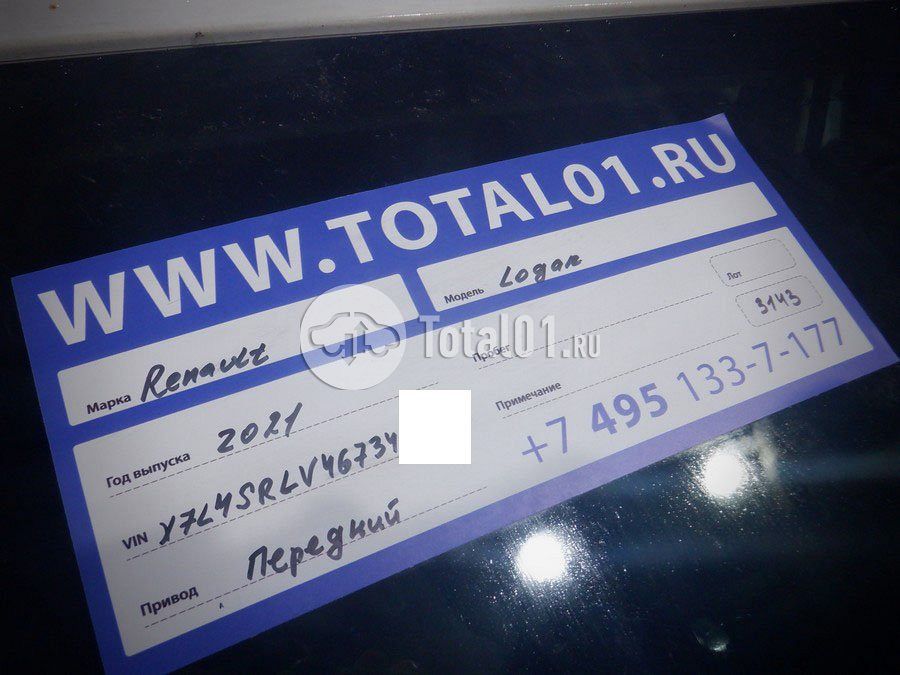 WWW.TOTAL01.RU
Марка Renault
Модель Logan
Год выпуска 2021
Пробег
Лот
3143
VIN X7L4SRLV46734
Примечание
+7 495 133-7-177
Привод Передний
Total01.RU